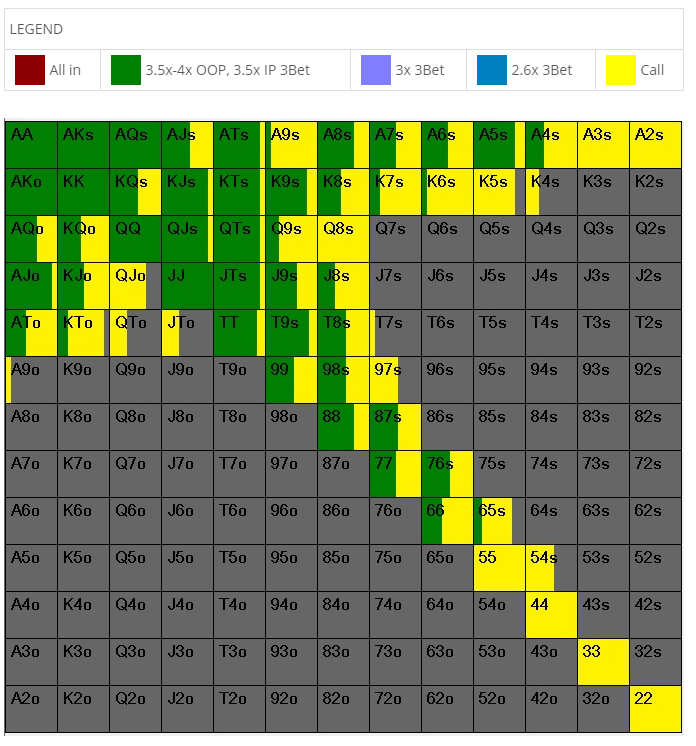 LEGEND
All in 3.5x-4x OOP, 3.5x IP 3Bet 3x 3Bet 2.6x 3Bet Call
AA AKs AQs AJs ATs A9s A8s A7s A6s A5s A4s A3s A2s
AKo KK KQs KJs KTs K9s K8s K7s K6s K5s K4s K3s K2s
AQo KQo QQ QJs QTs Q9s Q8s Q7s Q6s Q5s Q4s Q3s Q2s
AJo KJo QJo JJ JTs J9s J8s J7s J6s J5s J4s J3s J2s
ATo KTo QTo JTo TT T9s T8s T7s T6s T5s T4s T3s T2s
A9o K9o Q9o J9o T9o 99 98s 97s 96s 95s 94s 93s 92s
A8o K8o Q8o J8o T8o 98o 88 87s 86s 85s 84s 83s 82s
A7o K7o Q7o J7o T7o 97o 87o 77 76s 75s 74s 73s 72s
A6o K6o Q6o J6o T6o 96o 86o 76o 66 65s 64s 63s 62s
A5o K5o Q5o J5o T5o 95o 85o 75o 65o 55 54s 53s 52s
A4o K4o Q4o J4o T4o 94o 84o 74o 64o 54o 44 43s 42s
A3o K3o Q3o J3o T3o 93o 83o 73o 63o 53o 43o 33 32s
A2o K2o Q2o J2o T2o 92o 82o 72o 62o 52o 42o 32o 22